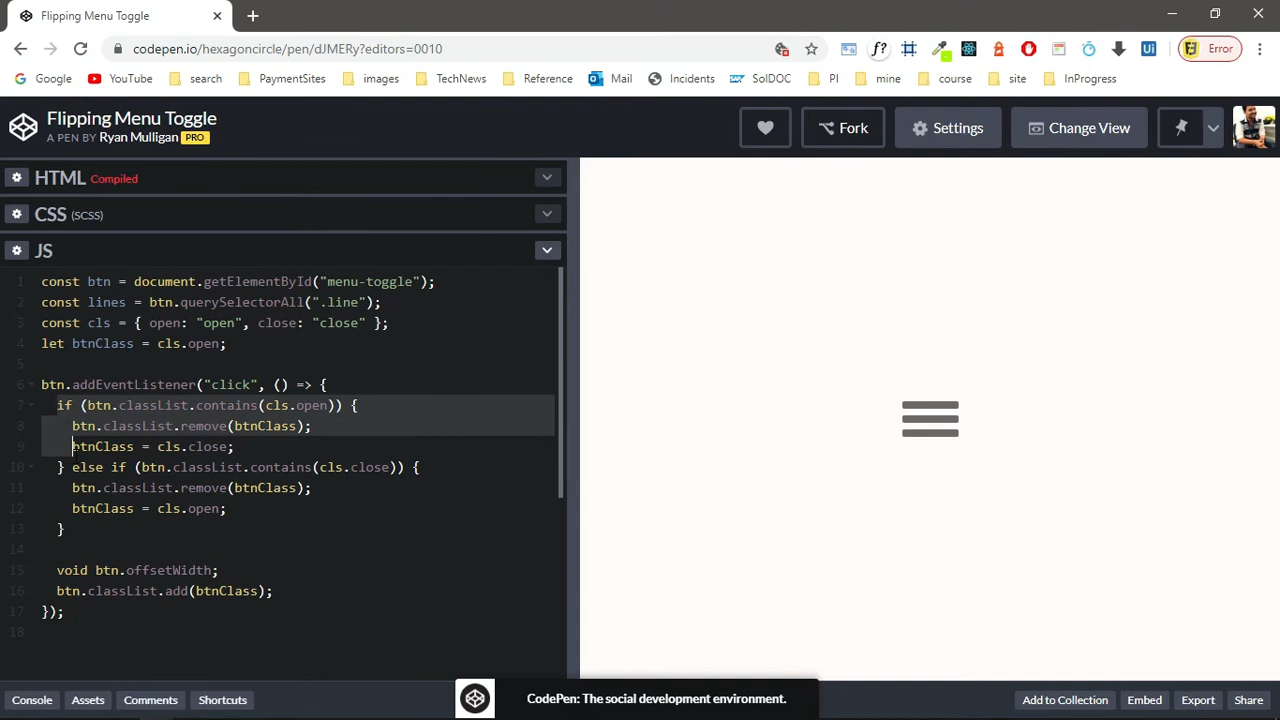 Flipping Menu Toggle
codepen.io/hexagoncircle/pen/dJMERy?editors=0010
f?
Ui
Error
Google
YouTube
search
PaymentSites
images
TechNews
Reference
Mail
Incidents
SolDOC
PI
mine
course
site
InProgress
Flipping Menu Toggle
A PEN BY Ryan Mulligan PRO
Fork
Settings
Change View
HTML Compiled
CSS (SCSS)
JS
1 const btn = document.getElementById("menu-toggle");
2 const lines = btn.querySelectorAll(".line");
3 const cls = { open: "open", close: "close" };
4 let btnClass = cls.open;
5
6 btn.addEventListener("click", () => {
7 if (btn.classList.contains(cls.open)) {
8 btn.classList.remove(btnClass);
9 btnClass = cls.close;
10 } else if (btn.classList.contains(cls.close)) {
11 btn.classList.remove(btnClass);
12 btnClass = cls.open;
13 }
14
15 void btn.offsetWidth;
16 btn.classList.add(btnClass);
17 });
18
Console
Assets
Comments
Shortcuts
CodePen: The social development environment.
Add to Collection
Embed
Export
Share